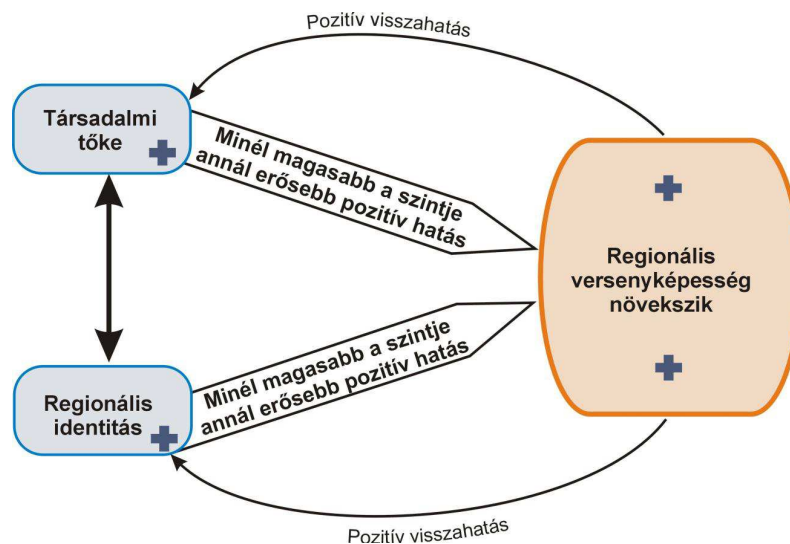 Pozitív visszahatás
Társadalmi
tőke
Minél magasabb a szintje
annál erősebb pozitív hatás
Regionális
versenyképesség
növekszik
Minél magasabb a szintje
annál erősebb pozitív hatás
Regionális
identitás
Pozitív visszahatás